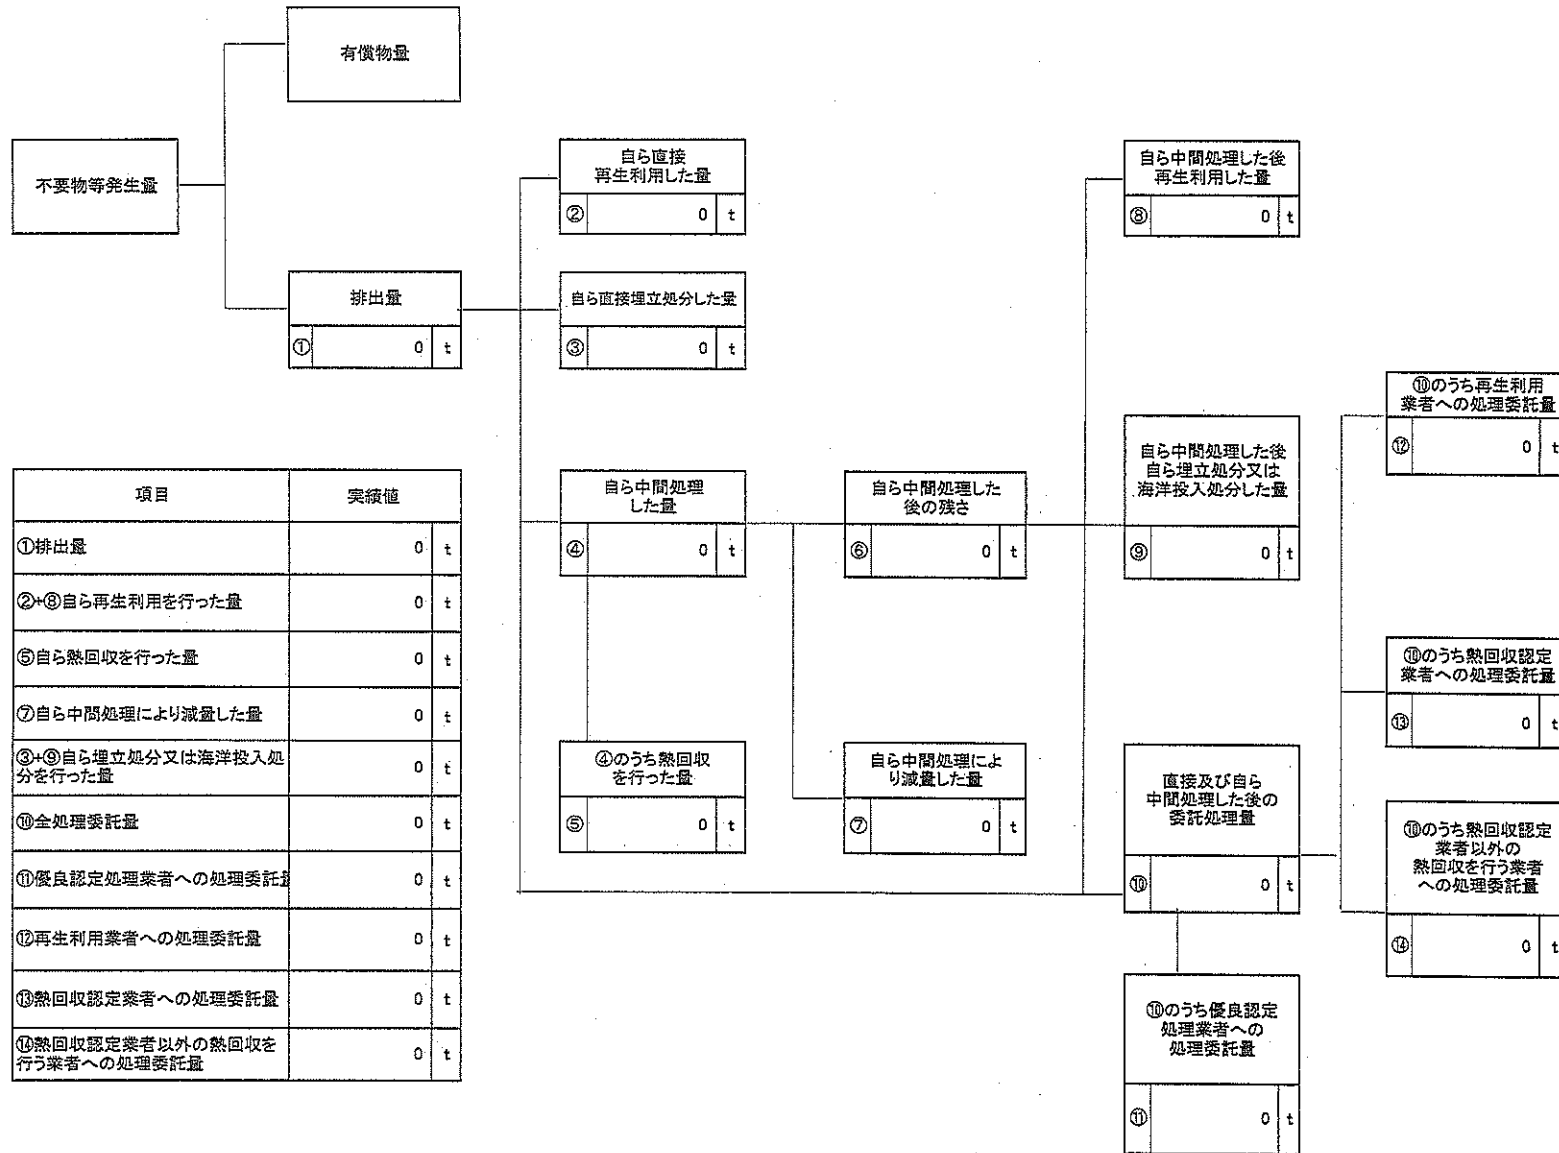 有償物量
不要物等発生量
排出量
① 0 t
自ら直接
再生利用した量
② 0 t
自ら直接埋立処分した量
③ 0 t
自ら中間処理
した量
④ 0 t
④のうち熱回収
を行った量
⑤ 0 t
自ら中間処理した
後の残さ
⑥ 0 t
自ら中間処理によ
り減量した量
⑦ 0 t
自ら中間処理した後
再生利用した量
⑧ 0 t
自ら中間処理した後
自ら埋立処分又は
海洋投入処分した量
⑨ 0 t
直接及び自ら
中間処理した後の
委託処理量
⑩ 0 t
⑩のうち優良認定
処理業者への
処理委託量
⑪ 0 t
⑩のうち再生利用
業者への処理委託量
⑫ 0 t
⑩のうち熱回収認定
業者への処理委託量
⑬ 0 t
⑩のうち熱回収認定
業者以外の
熱回収を行う業者
への処理委託量
⑭ 0 t
項目 実績値
①排出量 0 t
②+⑧自ら再生利用を行った量 0 t
⑤自ら熱回収を行った量 0 t
⑦自ら中間処理により減量した量 0 t
③+⑨自ら埋立処分又は海洋投入処
分を行った量 0 t
⑩全処理委託量 0 t
⑪優良認定処理業者への処理委託量 0 t
⑫再生利用業者への処理委託量 0 t
⑬熱回収認定業者への処理委託量 0 t
⑭熱回収認定業者以外の熱回収を
行う業者への処理委託量 0 t